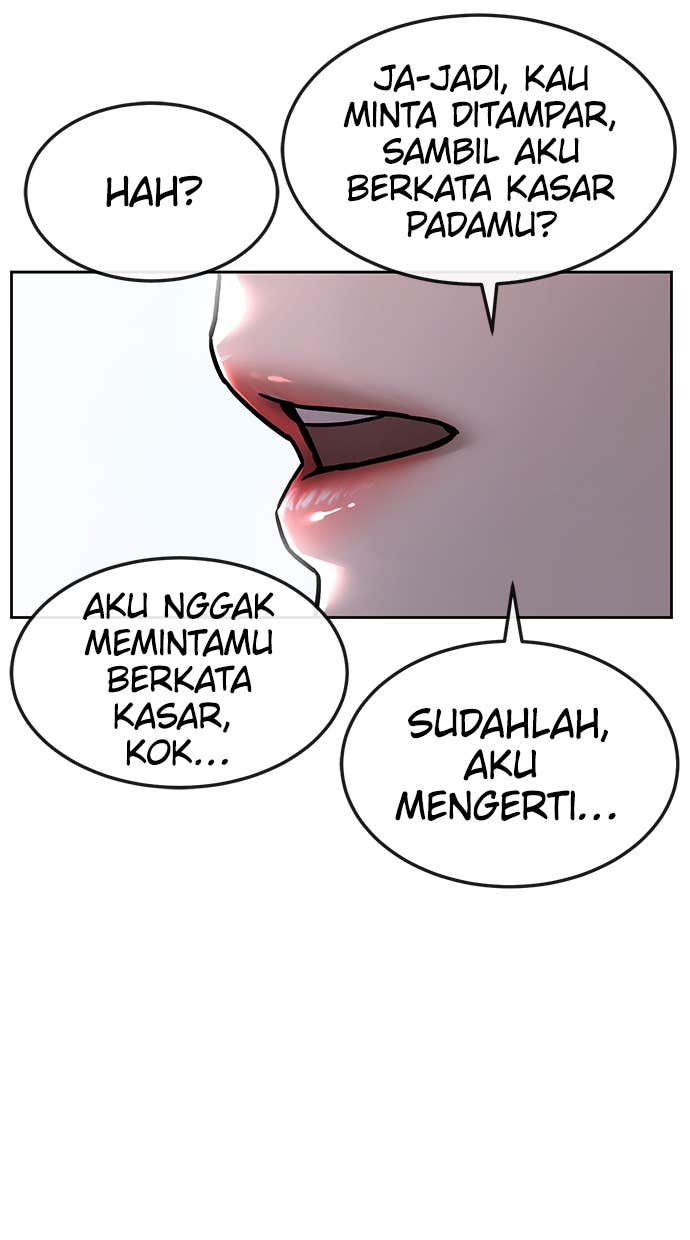 JA-JADI, KAU
MINTA DITAMPAR,
SAMBIL AKU
BERKATA KASAR
PADAMU?
HAH?
AKU NGGAK
MEMINTAMU
BERKATA
KASAR,
KOK...
SUDAHLAH,
AKU
MENGERTI...